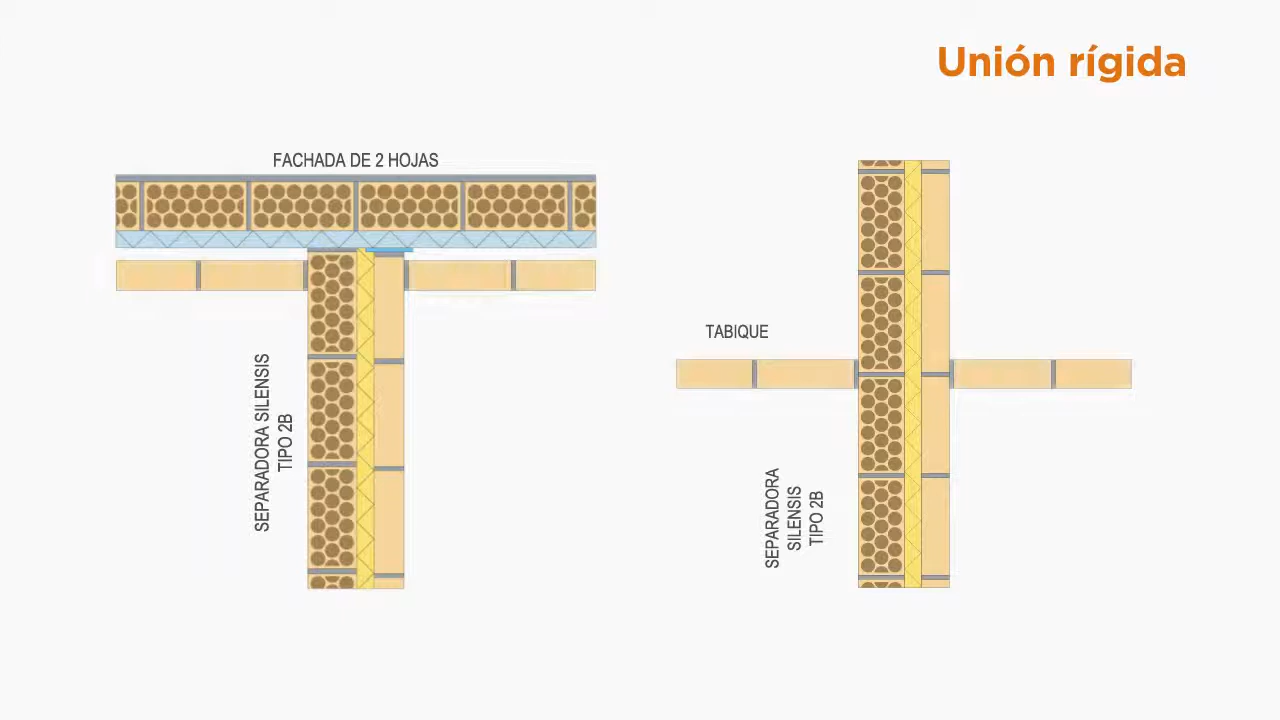 Unión rígida
FACHADA DE 2 HOJAS
SEPARADORA SILENSIS
TIPO 2B
TABIQUE
SEPARADORA
SILENSIS
TIPO 2B